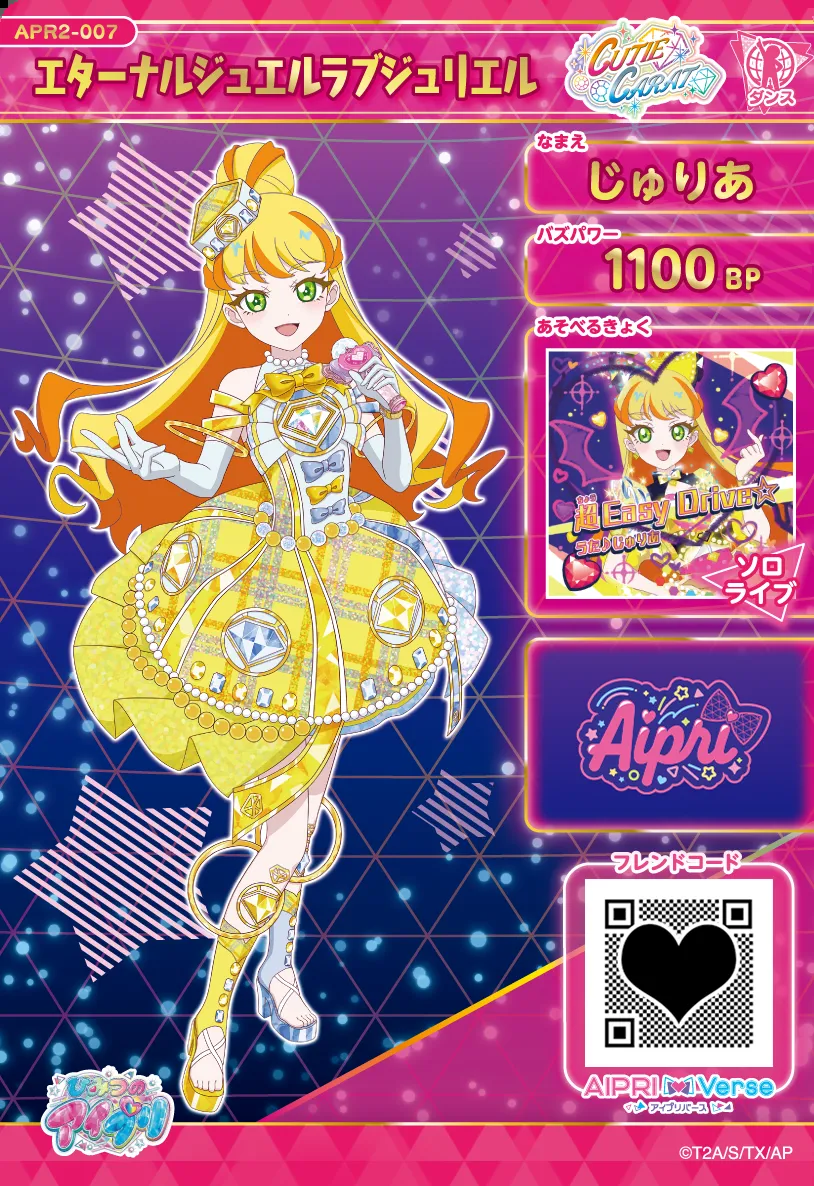 APR2-007
エターナルジュエルラブジュリエル
CUTIE
CARAT
ダンス
なまえ
じゅりあ
バズパワー
1100 BP
あそべるきょく
ちょう
超Easy Drive☆
うた♪じゅりあ
ソロ
ライブ
Aipri
フレンドコード
AIPRI Verse
アイプリバース
ひみつの
アイプリ
©T2A/S/TX/AP